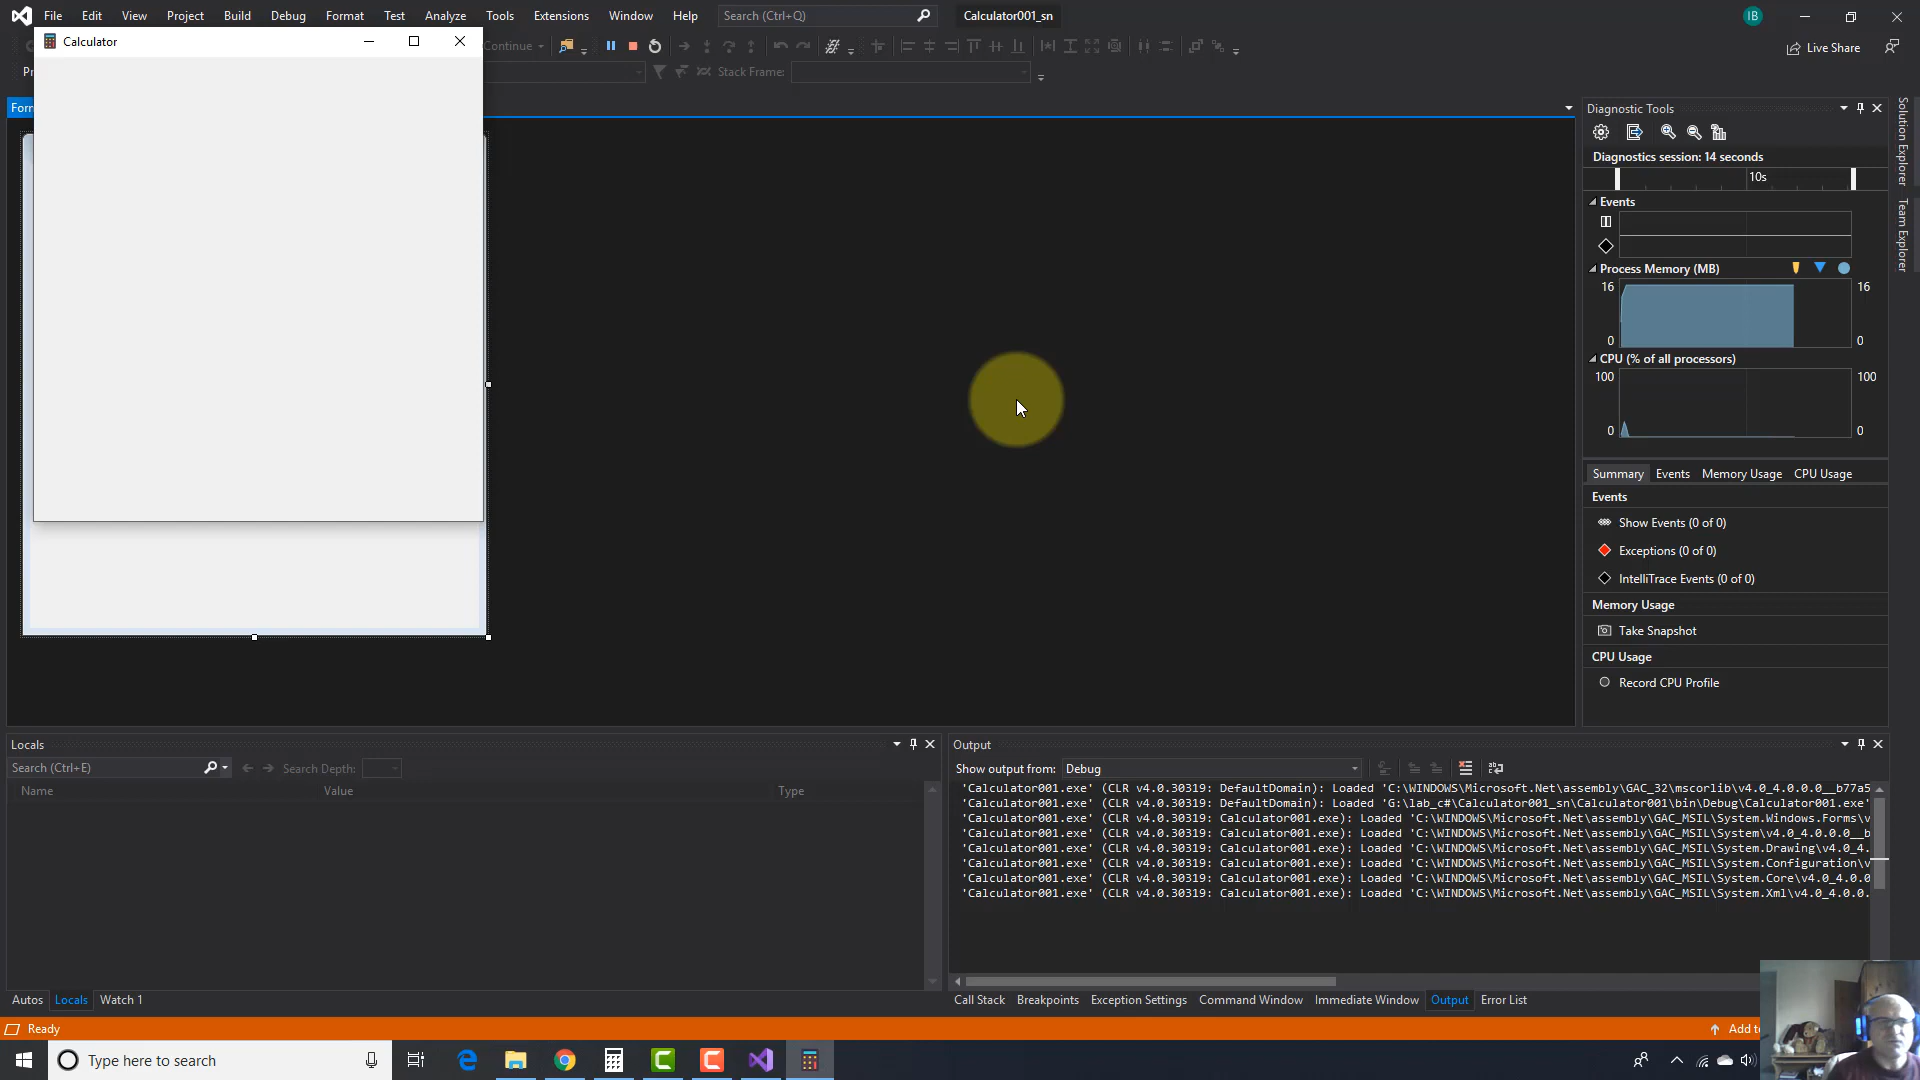 File Edit View Project Build Debug Format Test Analyze Tools Extensions Window Help Search (Ctrl+Q) Calculator001_sn IB
Calculator
Continue
Live Share
Stack Frame:
Diagnostic Tools
Diagnostics session: 14 seconds
10s
Events
Process Memory (MB)
16 16
0 0
CPU (% of all processors)
100 100
0 0
Summary Events Memory Usage CPU Usage
Events
Show Events (0 of 0)
Exceptions (0 of 0)
IntelliTrace Events (0 of 0)
Memory Usage
Take Snapshot
CPU Usage
Record CPU Profile
Solution Explorer
Team Explorer
Locals
Search (Ctrl+E) Search Depth:
Name Value Type
Autos Locals Watch 1
Output
Show output from: Debug
'Calculator001.exe' (CLR v4.0.30319: DefaultDomain): Loaded 'C:\WINDOWS\Microsoft.Net\assembly\GAC_32\mscorlib\v4.0_4.0.0.0__b77a5
'Calculator001.exe' (CLR v4.0.30319: DefaultDomain): Loaded 'G:\lab_c#\Calculator001_sn\Calculator001\bin\Debug\Calculator001.exe'
'Calculator001.exe' (CLR v4.0.30319: Calculator001.exe): Loaded 'C:\WINDOWS\Microsoft.Net\assembly\GAC_MSIL\System.Windows.Forms\v
'Calculator001.exe' (CLR v4.0.30319: Calculator001.exe): Loaded 'C:\WINDOWS\Microsoft.Net\assembly\GAC_MSIL\System\v4.0_4.0.0.0__b
'Calculator001.exe' (CLR v4.0.30319: Calculator001.exe): Loaded 'C:\WINDOWS\Microsoft.Net\assembly\GAC_MSIL\System.Drawing\v4.0_4.
'Calculator001.exe' (CLR v4.0.30319: Calculator001.exe): Loaded 'C:\WINDOWS\Microsoft.Net\assembly\GAC_MSIL\System.Configuration\v
'Calculator001.exe' (CLR v4.0.30319: Calculator001.exe): Loaded 'C:\WINDOWS\Microsoft.Net\assembly\GAC_MSIL\System.Core\v4.0_4.0.0
'Calculator001.exe' (CLR v4.0.30319: Calculator001.exe): Loaded 'C:\WINDOWS\Microsoft.Net\assembly\GAC_MSIL\System.Xml\v4.0_4.0.0.
Call Stack Breakpoints Exception Settings Command Window Immediate Window Output Error List
Ready Add to
Type here to search